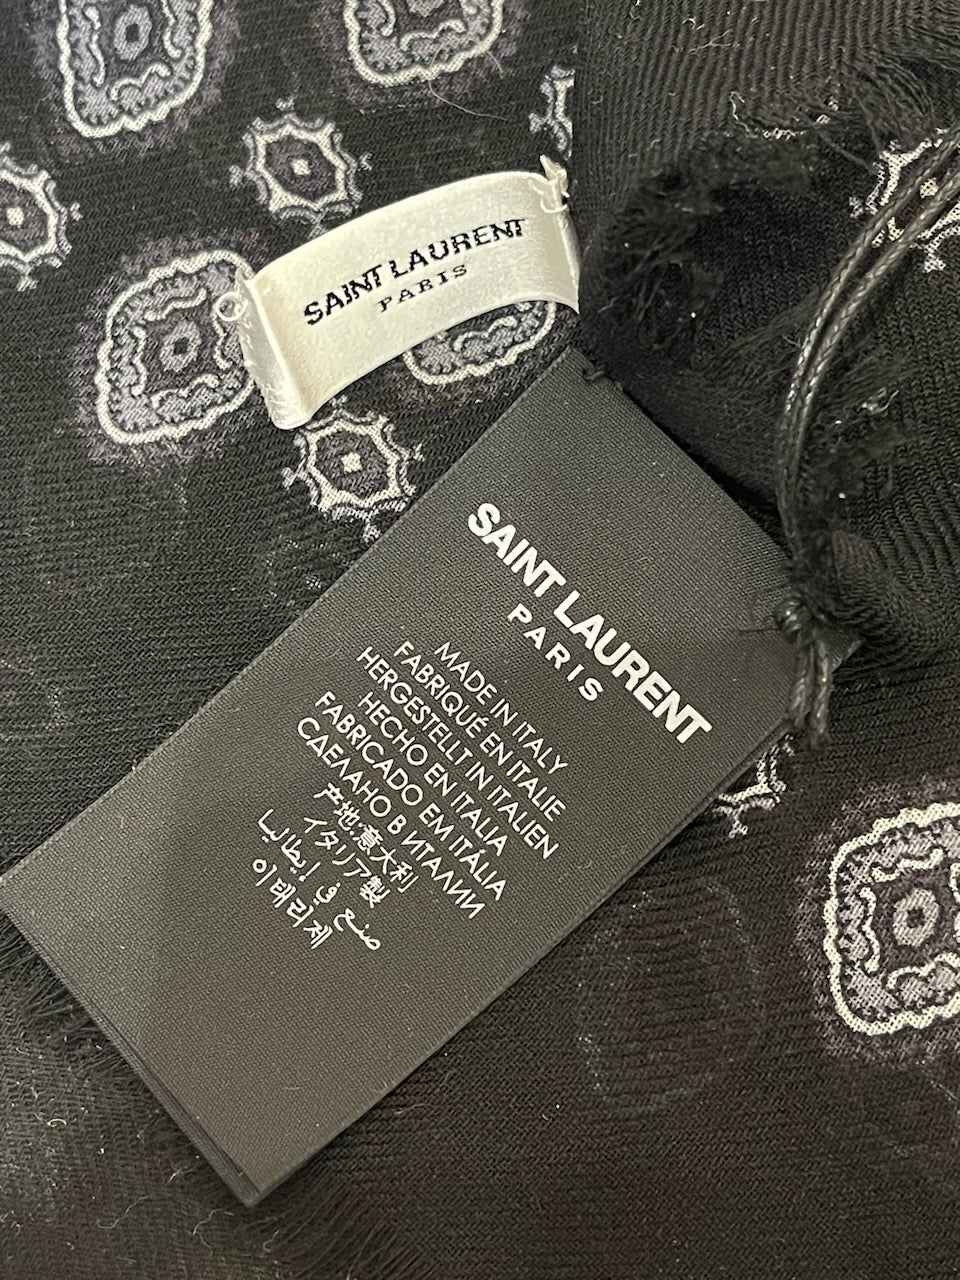 SAINT LAURENT
PARIS
SAINT LAURENT
PARIS
MADE IN ITALY
FABRIQUÉ EN ITALIE
HERGESTELLT IN ITALIEN
HECHO EN ITALIA
FABRICADO EM ITÁLIA
СДЕЛАНО В ИТАЛИИ
产地:意大利
イタリア製
صنع في إيطاليا
이태리제